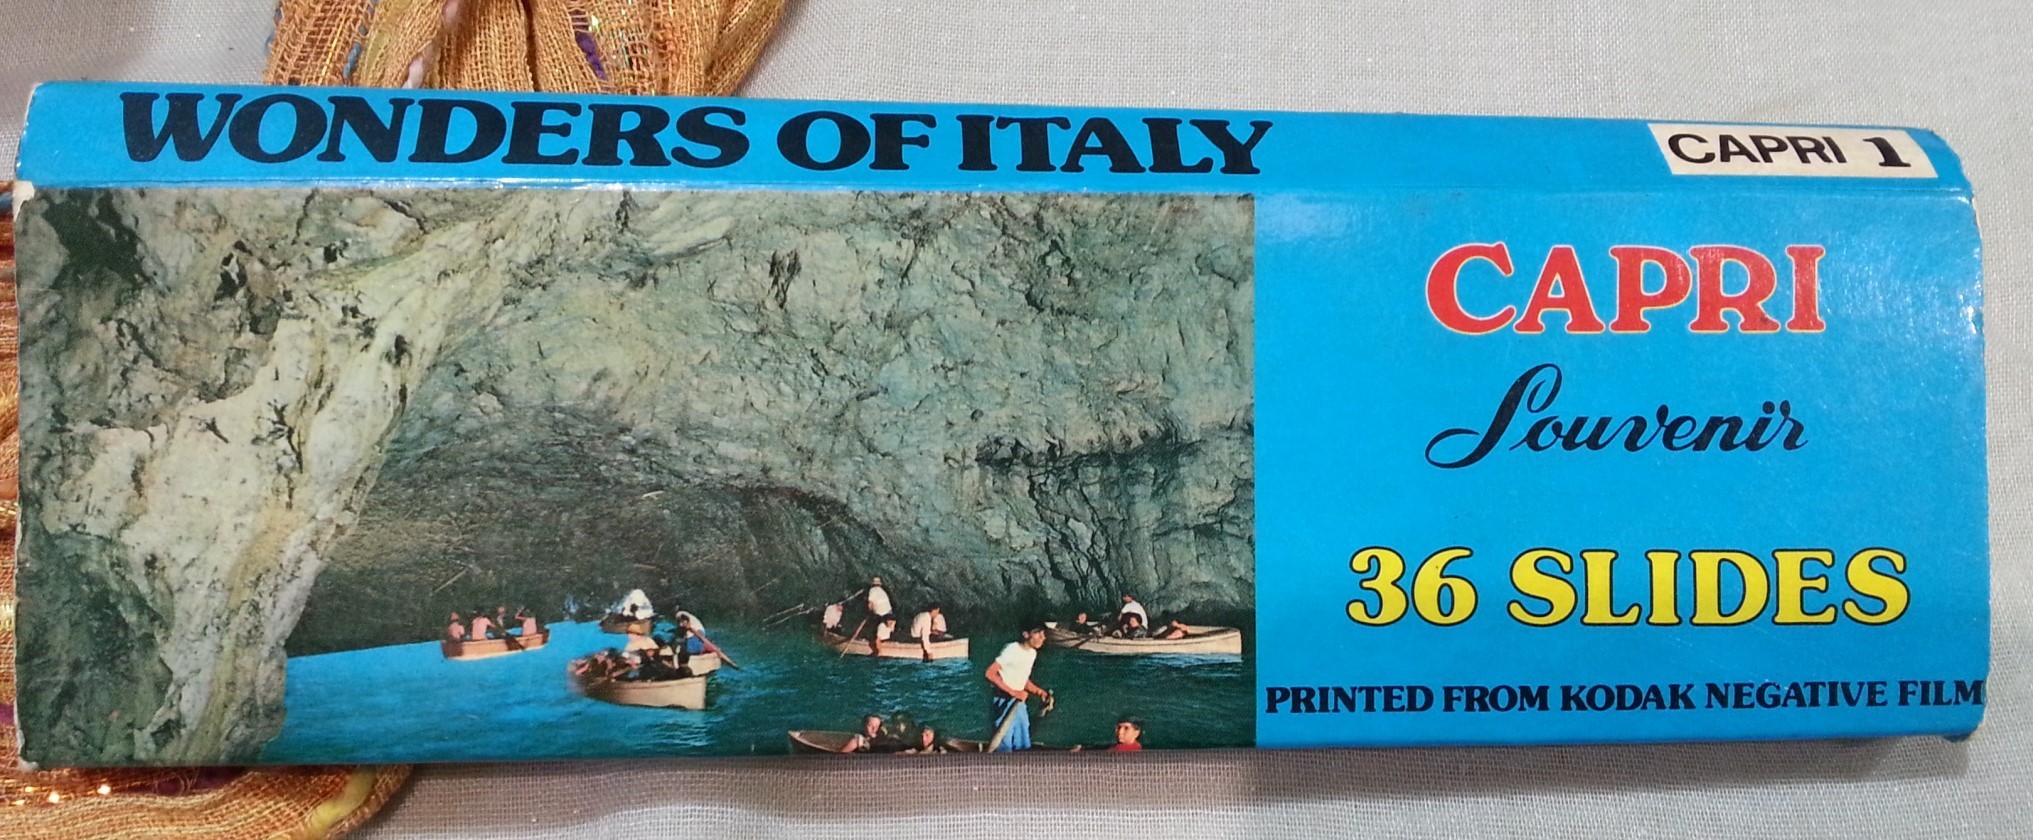 WONDERS OF ITALY
CAPRI 1
CAPRI
Souvenir
36 SLIDES
PRINTED FROM KODAK NEGATIVE FILM